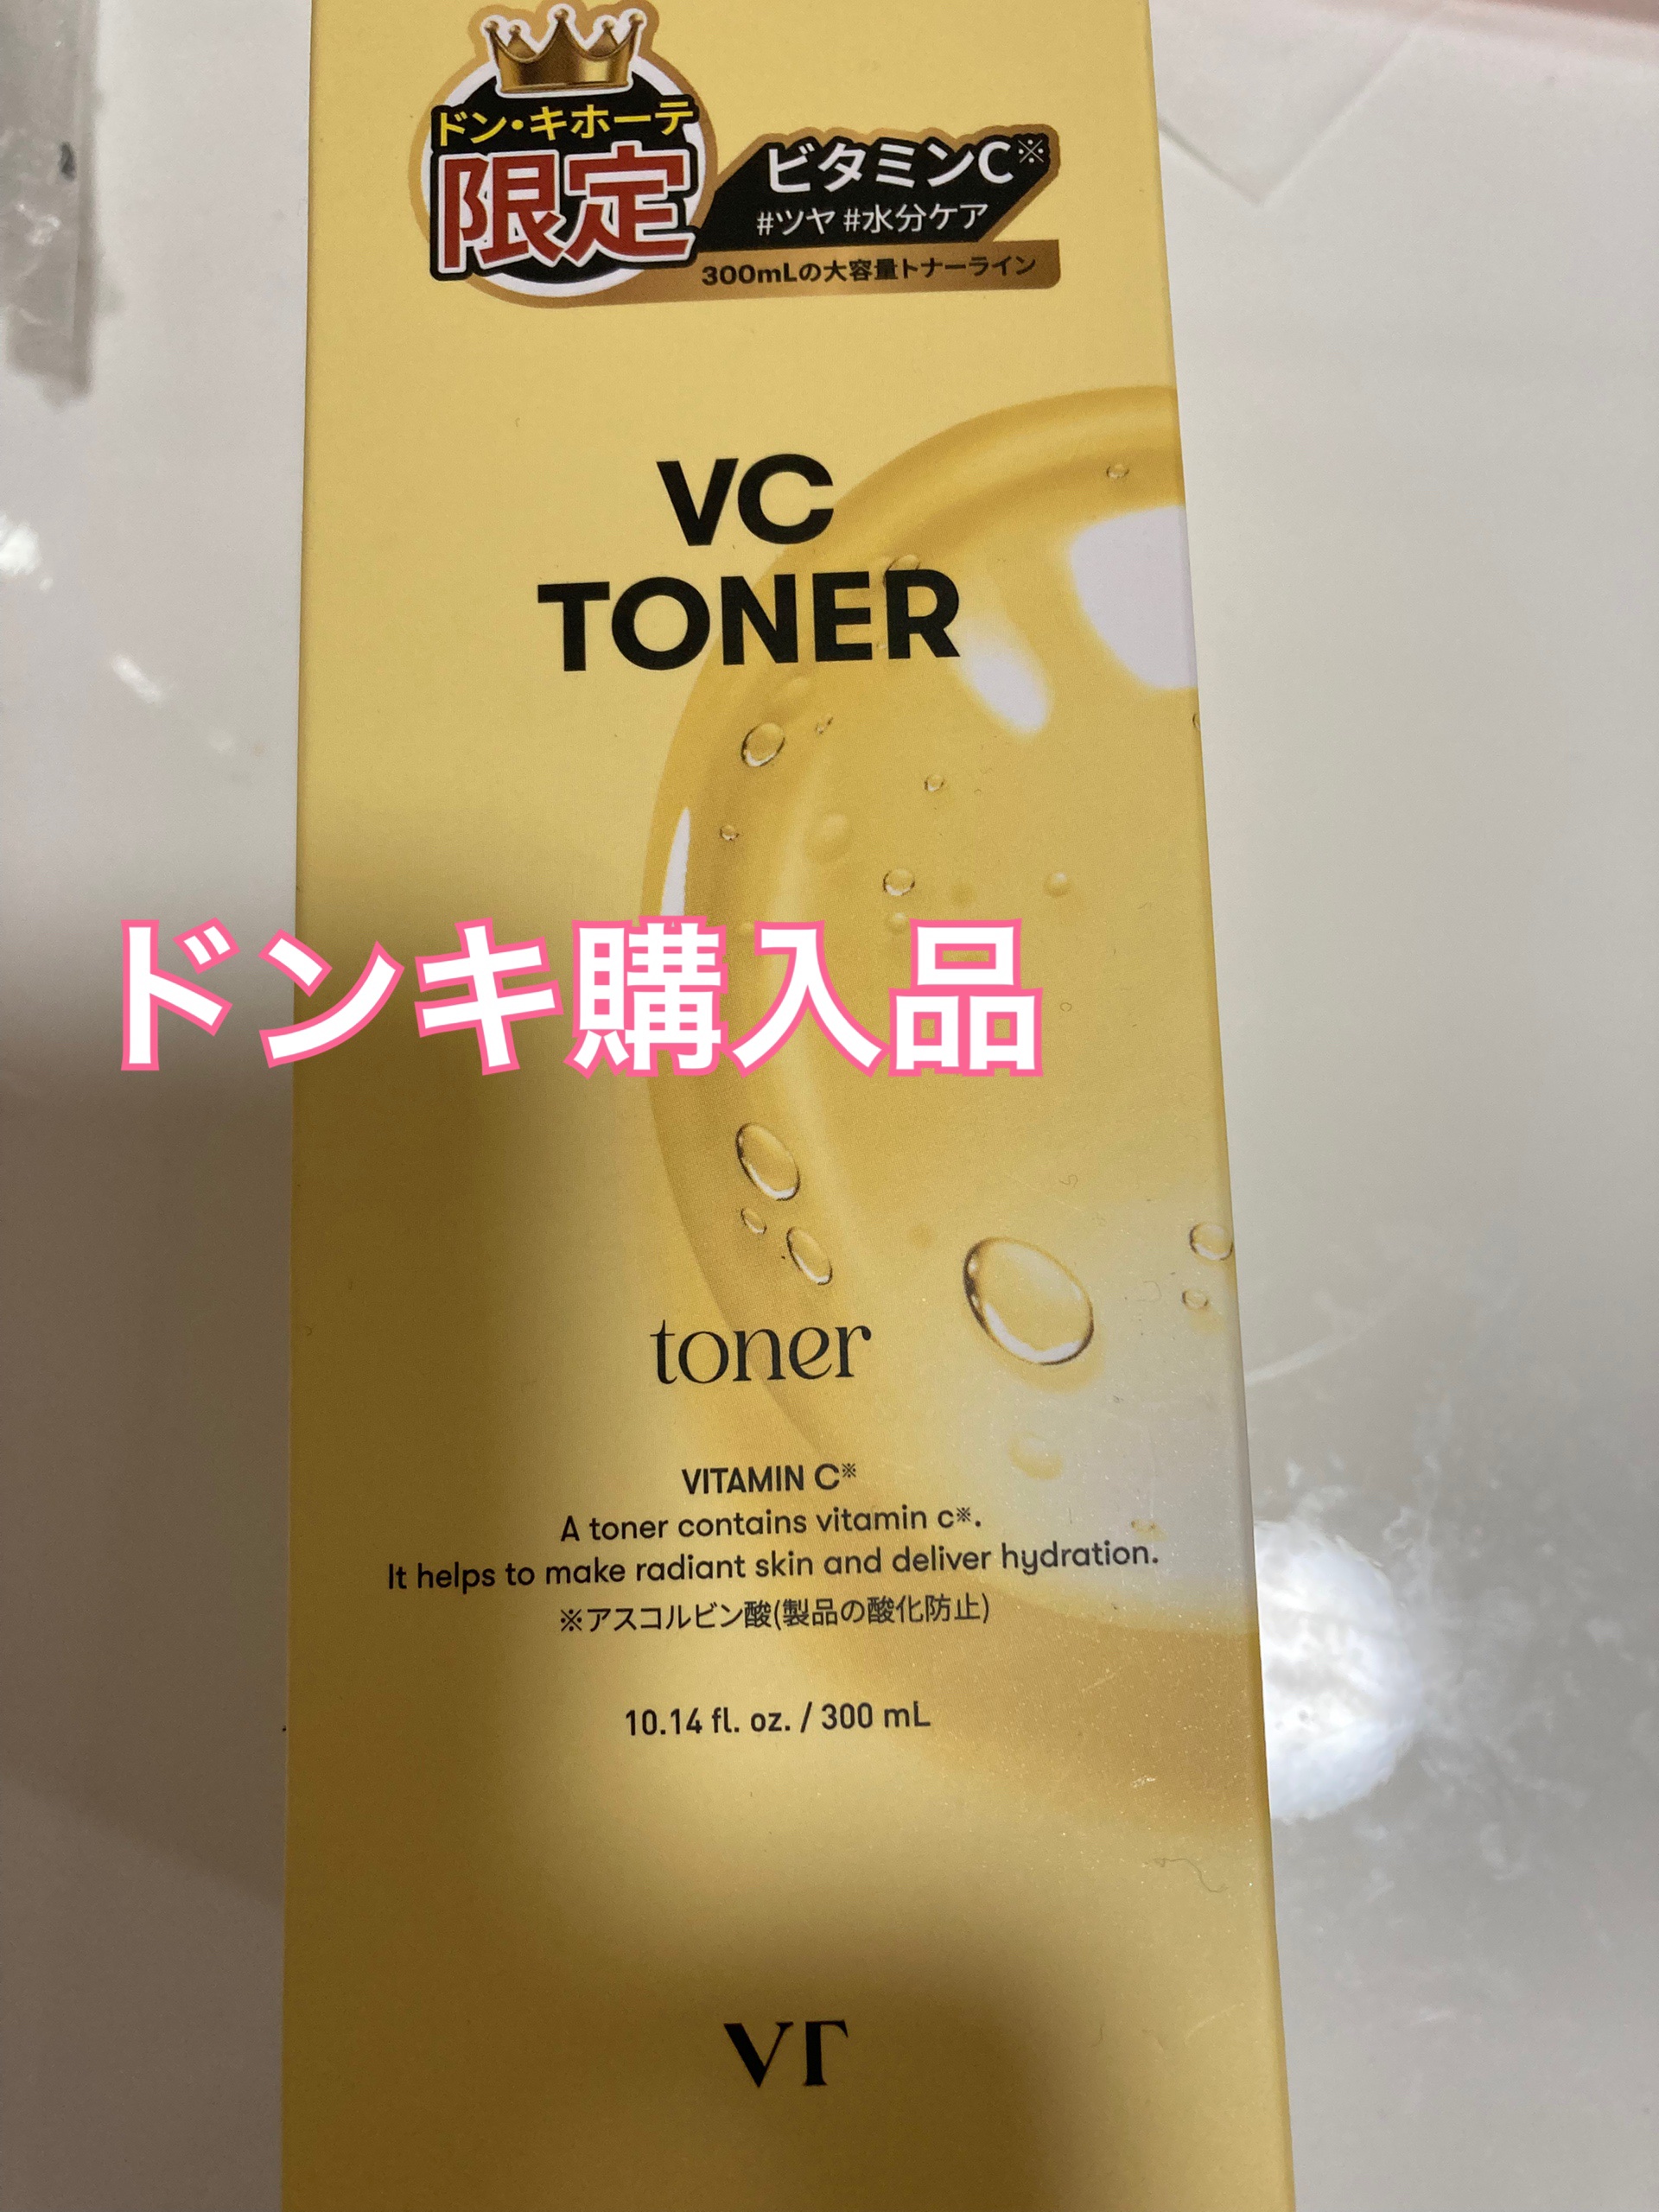 ドン・キホーテ
限定
ビタミンC※
#ツヤ #水分ケア
300mLの大容量トナーライン
VC
TONER
ドンキ購入品
toner
VITAMIN C※
A toner contains vitamin c※.
It helps to make radiant skin and deliver hydration.
※アスコルビン酸(製品の酸化防止)
10.14 fl. oz. / 300 mL
VT